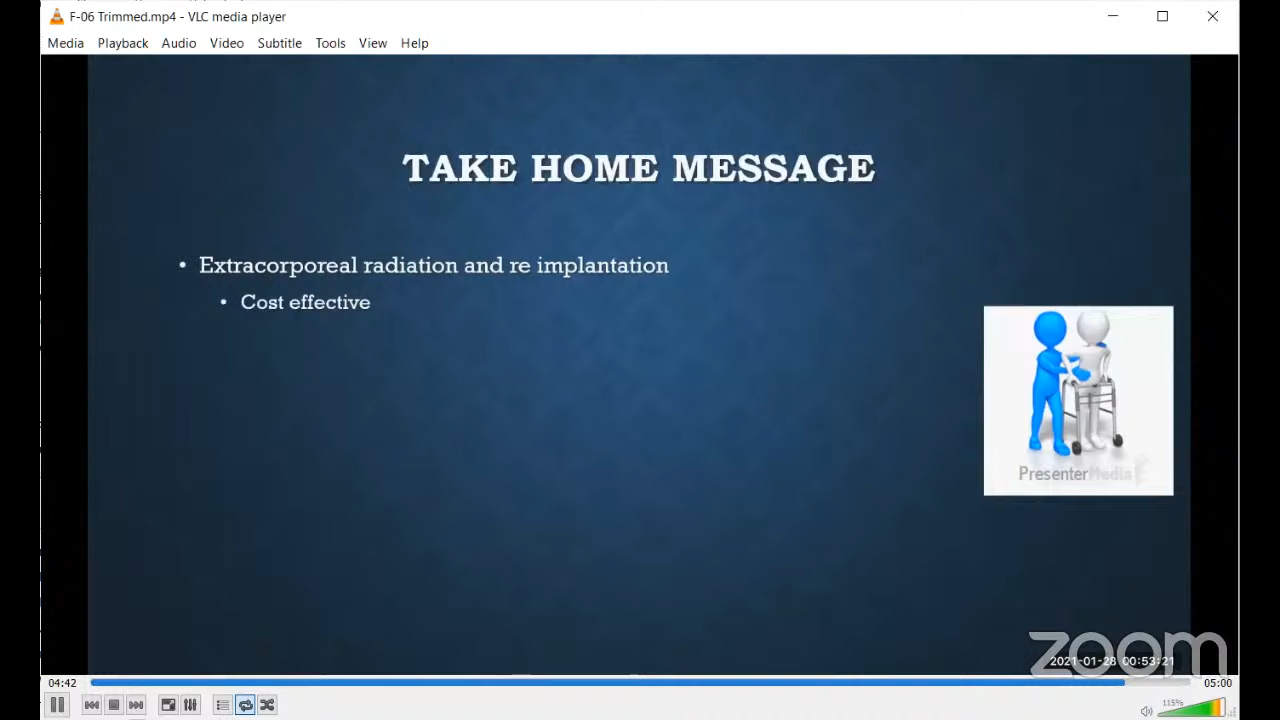 F-06 Trimmed.mp4 - VLC media player
Media Playback Audio Video Subtitle Tools View Help
TAKE HOME MESSAGE
• Extracorporeal radiation and re implantation
• Cost effective
PresenterMedia
zoom
2021-01-28 00:53:21
04:42
05:00
115%